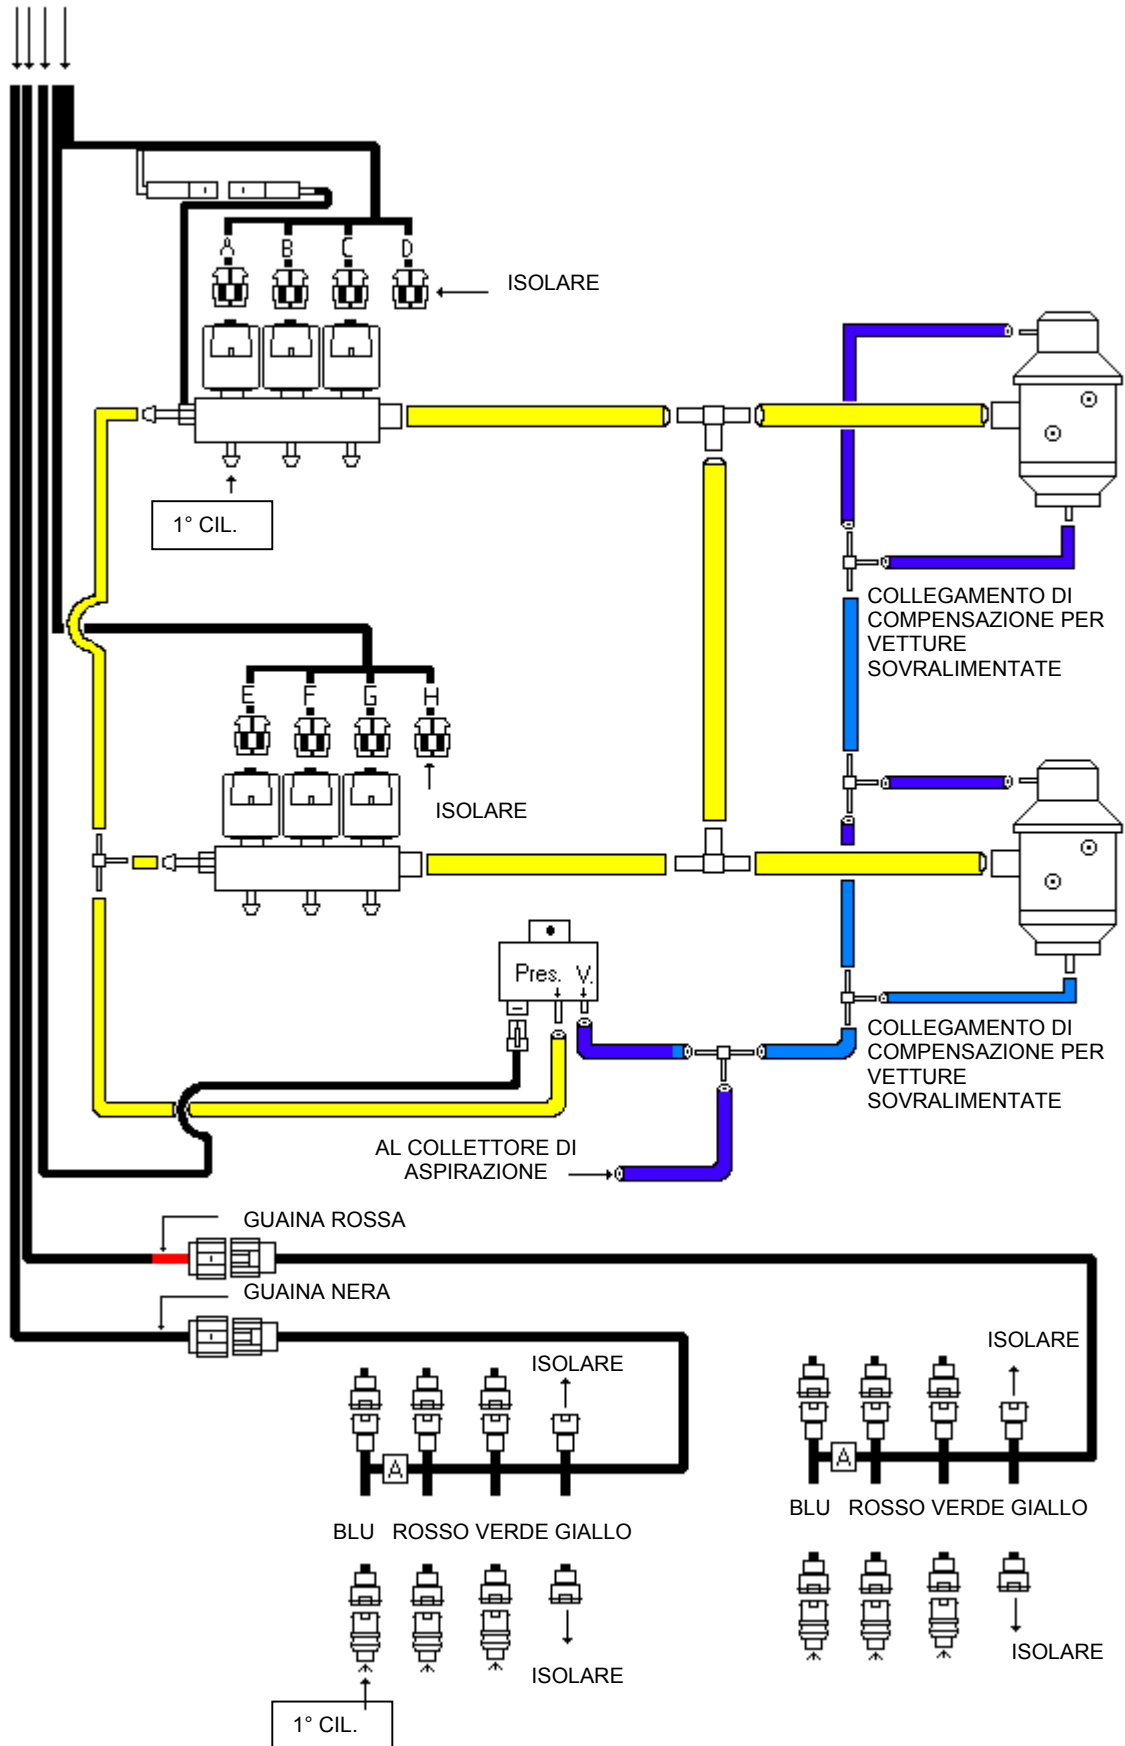 A B C D
ISOLARE
1° CIL.
COLLEGAMENTO DI
COMPENSAZIONE PER
VETTURE
SOVRALIMENTATE
E F G H
ISOLARE
Pres. V.
COLLEGAMENTO DI
COMPENSAZIONE PER
VETTURE
SOVRALIMENTATE
AL COLLETTORE DI
ASPIRAZIONE
GUAINA ROSSA
GUAINA NERA
ISOLARE
ISOLARE
A
A
BLU ROSSO VERDE GIALLO
BLU ROSSO VERDE GIALLO
ISOLARE
ISOLARE
1° CIL.